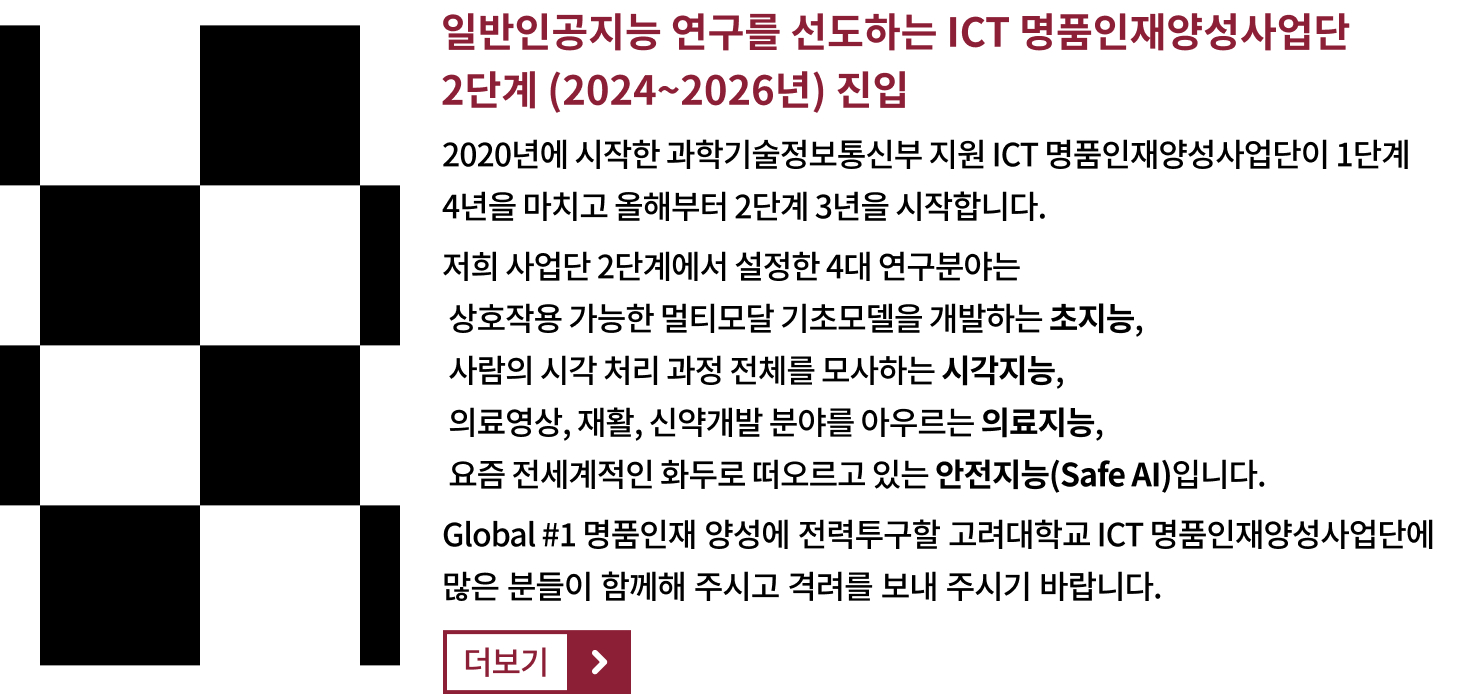 일반인공지능 연구를 선도하는 ICT 명품인재양성사업단
2단계 (2024~2026년) 진입
2020년에 시작한 과학기술정보통신부 지원 ICT 명품인재양성사업단이 1단계
4년을 마치고 올해부터 2단계 3년을 시작합니다.
저희 사업단 2단계에서 설정한 4대 연구분야는
상호작용 가능한 멀티모달 기초모델을 개발하는 초지능,
사람의 시각 처리 과정 전체를 모사하는 시각지능,
의료영상, 재활, 신약개발 분야를 아우르는 의료지능,
요즘 전세계적인 화두로 떠오르고 있는 안전지능(Safe AI)입니다.
Global #1 명품인재 양성에 전력투구할 고려대학교 ICT 명품인재양성사업단에
많은 분들이 함께해 주시고 격려를 보내 주시기 바랍니다.
더보기